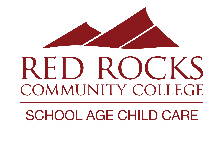 RED ROCKS
COMMUNITY COLLEGE
SCHOOL AGE CHILD CARE